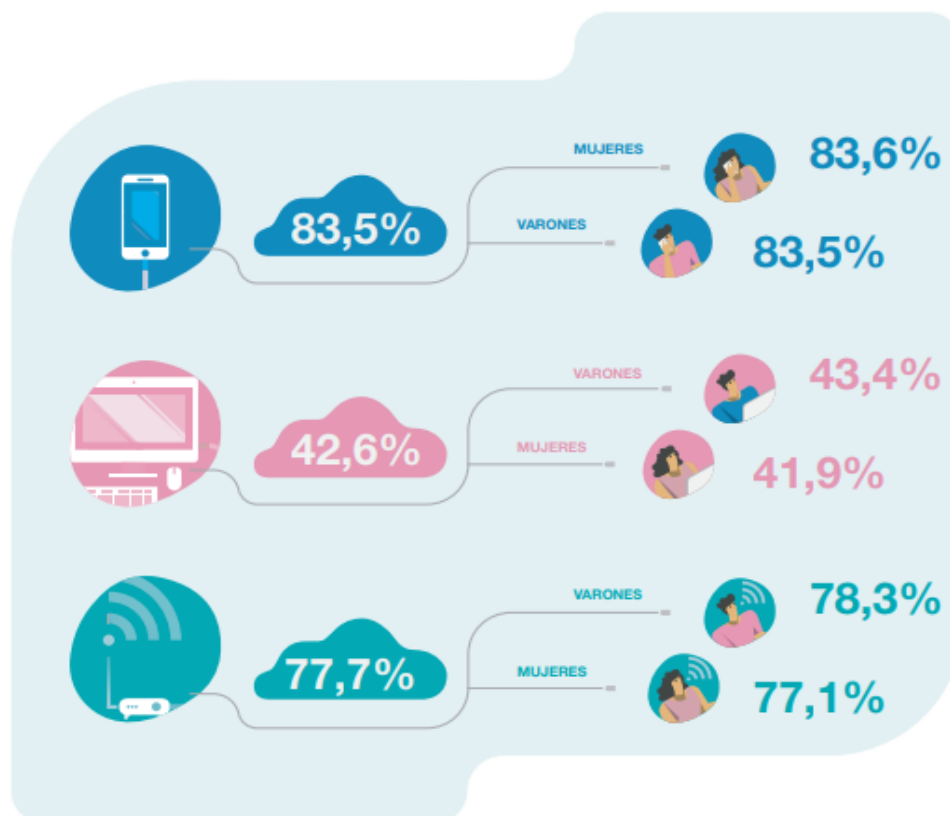 MUJERES
83,6%
83,5%
VARONES
83,5%
VARONES
43,4%
42,6%
MUJERES
41,9%
VARONES
78,3%
77,7%
MUJERES
77,1%